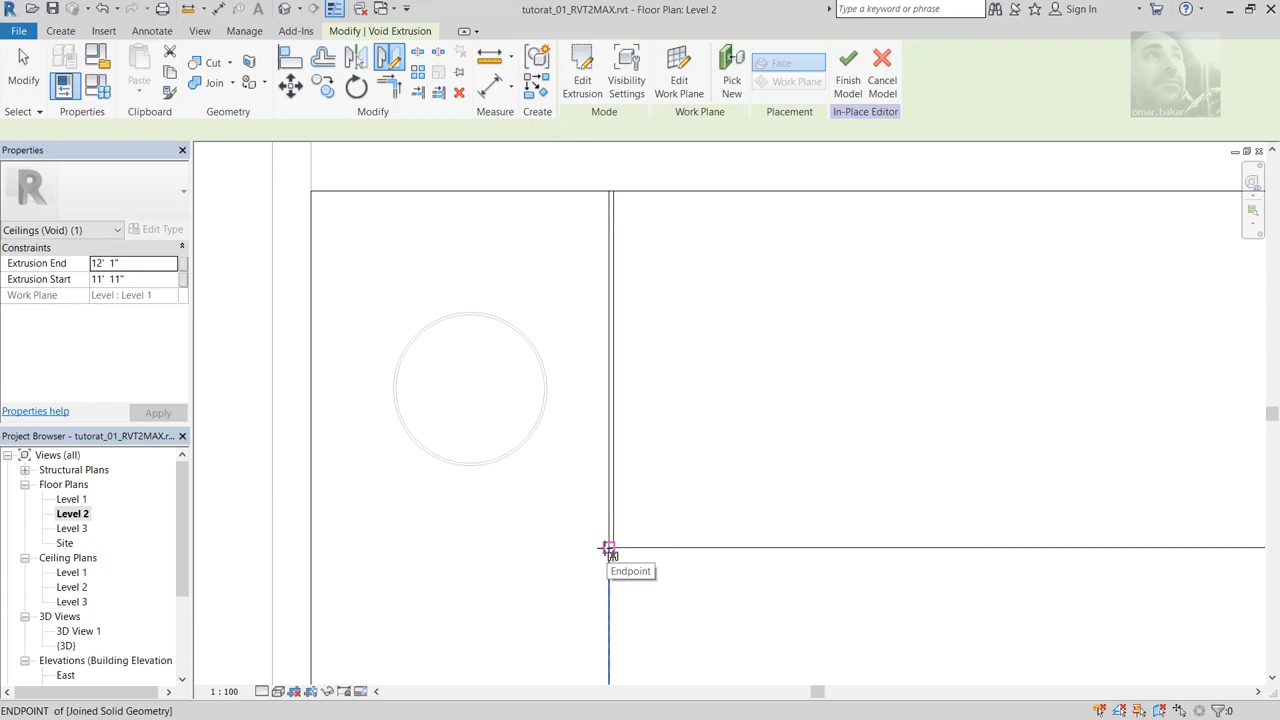 tutorat_01_RVT2MAX.rvt - Floor Plan: Level 2
Type a keyword or phrase
Sign In
File
Create
Insert
Annotate
View
Manage
Add-Ins
Modify | Void Extrusion
Modify
Paste
Cut
Join
Edit
Extrusion
Visibility
Settings
Edit
Work Plane
Pick
New
Face
Work Plane
Finish
Model
Cancel
Model
Select
Properties
Clipboard
Geometry
Modify
Measure
Create
Mode
Work Plane
Placement
In-Place Editor
omar_bakar
Properties
R
Ceilings (Void) (1)
Edit Type
Constraints
Extrusion End
12' 1"
Extrusion Start
11' 11"
Work Plane
Level : Level 1
Properties help
Apply
Project Browser - tutorat_01_RVT2MAX.r...
Views (all)
Structural Plans
Floor Plans
Level 1
Level 2
Level 3
Site
Ceiling Plans
Level 1
Level 2
Level 3
3D Views
3D View 1
{3D}
Elevations (Building Elevation
East
Endpoint
1 : 100
ENDPOINT of [Joined Solid Geometry]
:0